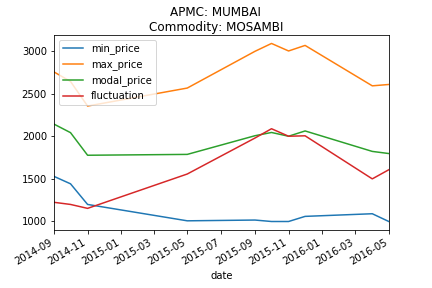 APMC: MUMBAI
Commodity: MOSAMBI
3000
2500
2000
1500
1000
min_price
max_price
modal_price
fluctuation
2014-09
2014-11
2015-01
2015-03
2015-05
2015-07
2015-09
2015-11
2016-01
2016-03
2016-05
date